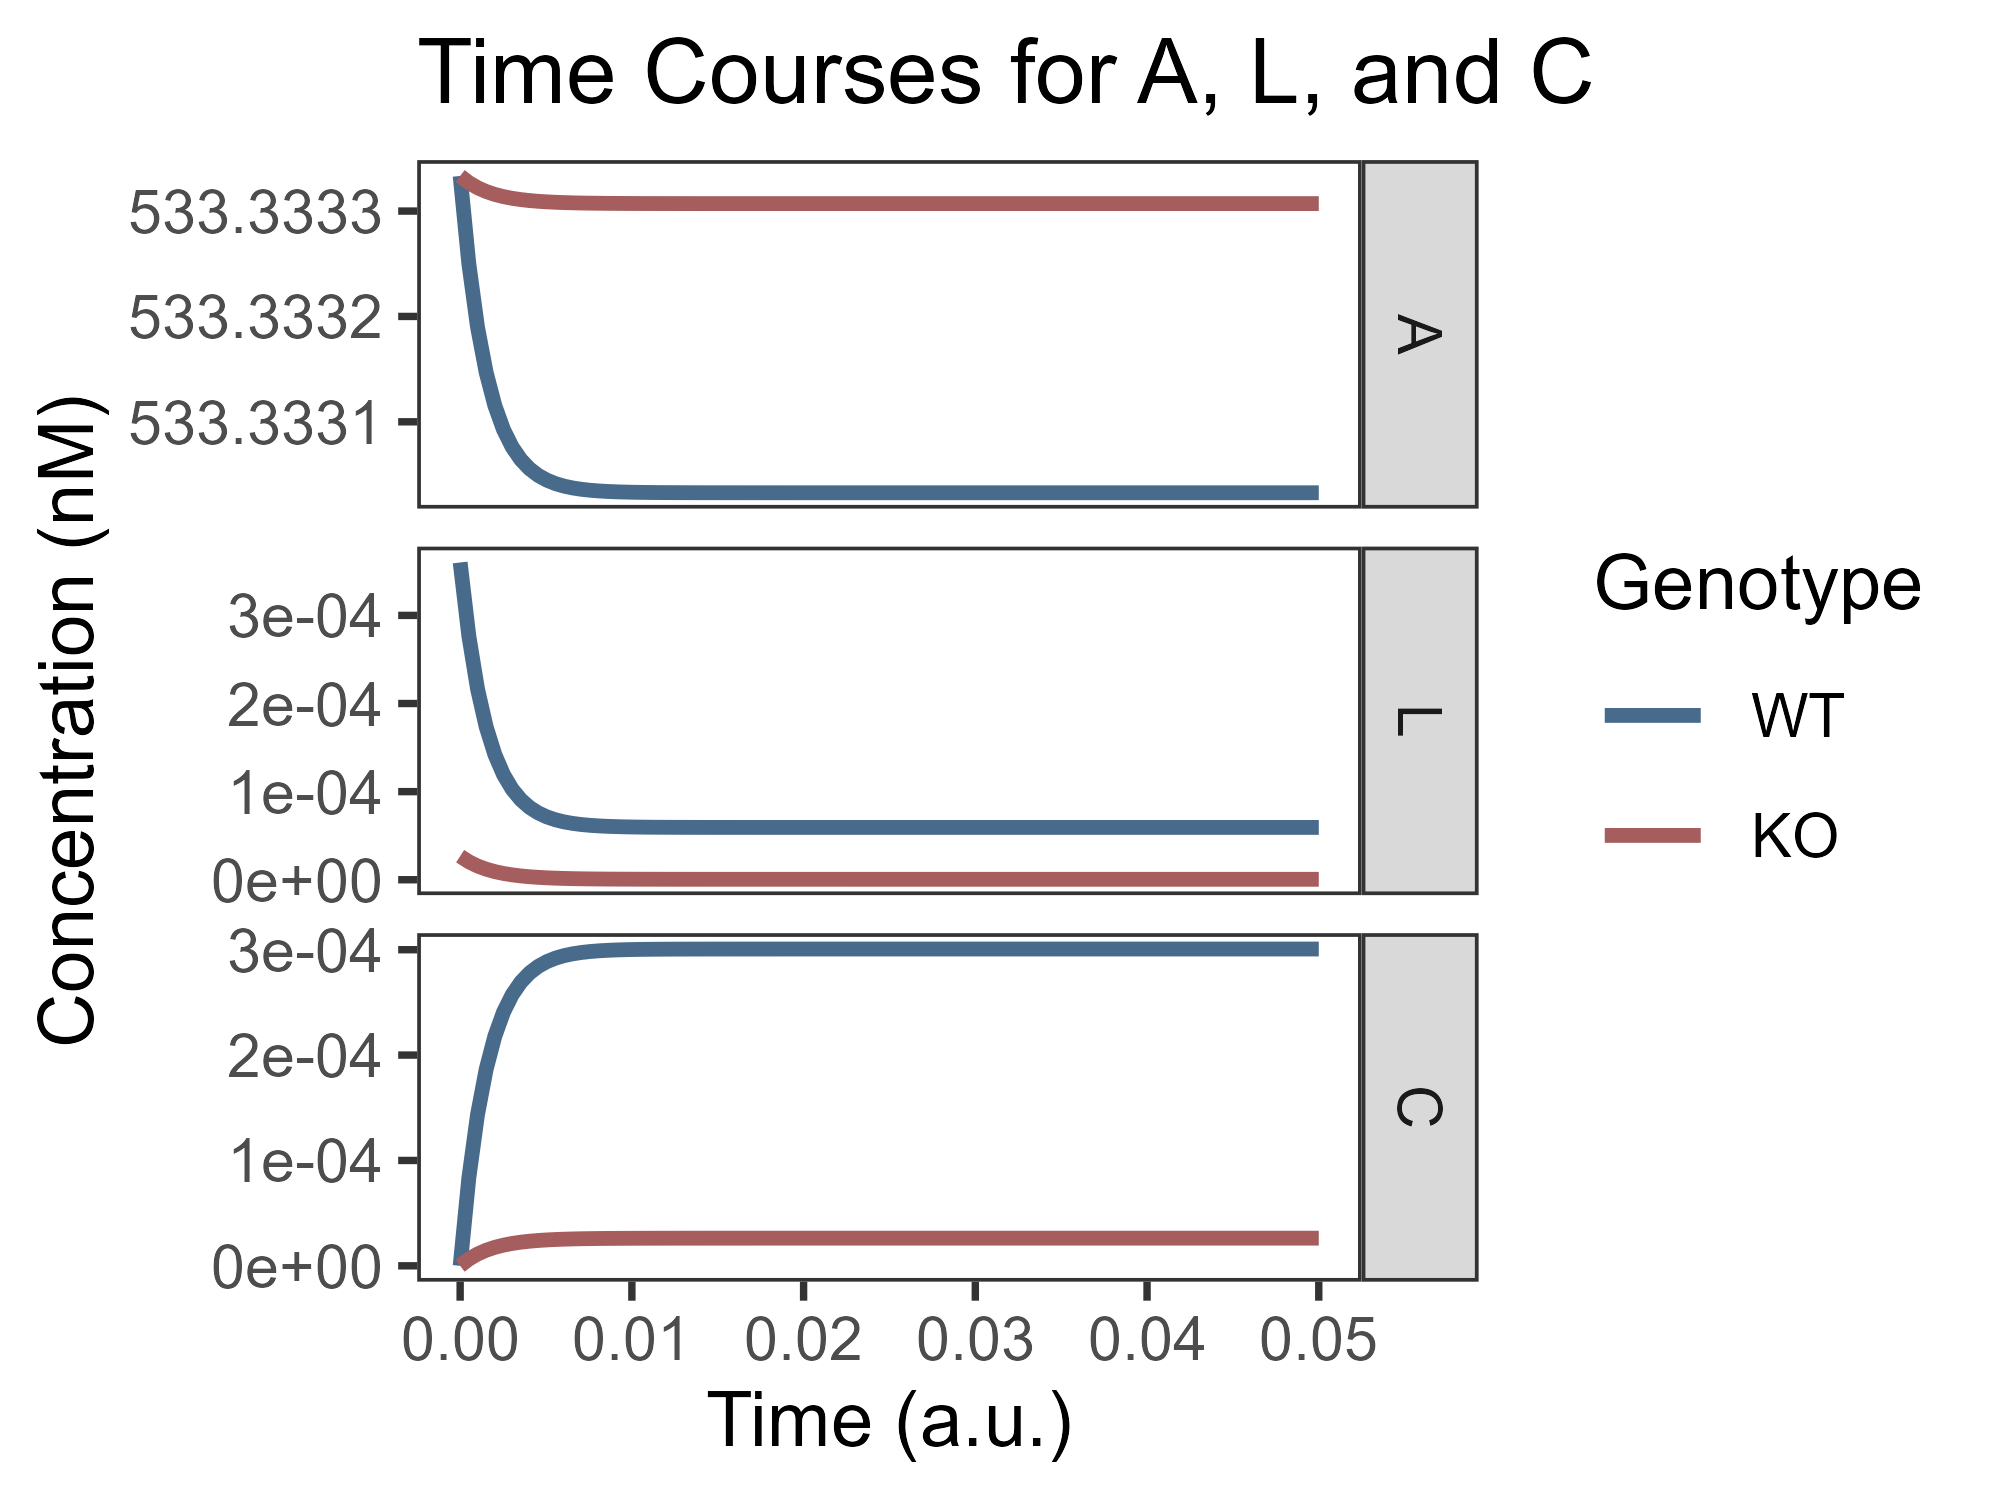 Time Courses for A, L, and C
Concentration (nM)
533.3333
533.3332
533.3331
A
3e-04
2e-04
1e-04
0e+00
L
3e-04
2e-04
1e-04
0e+00
C
0.00 0.01 0.02 0.03 0.04 0.05
Time (a.u.)
Genotype
WT
KO